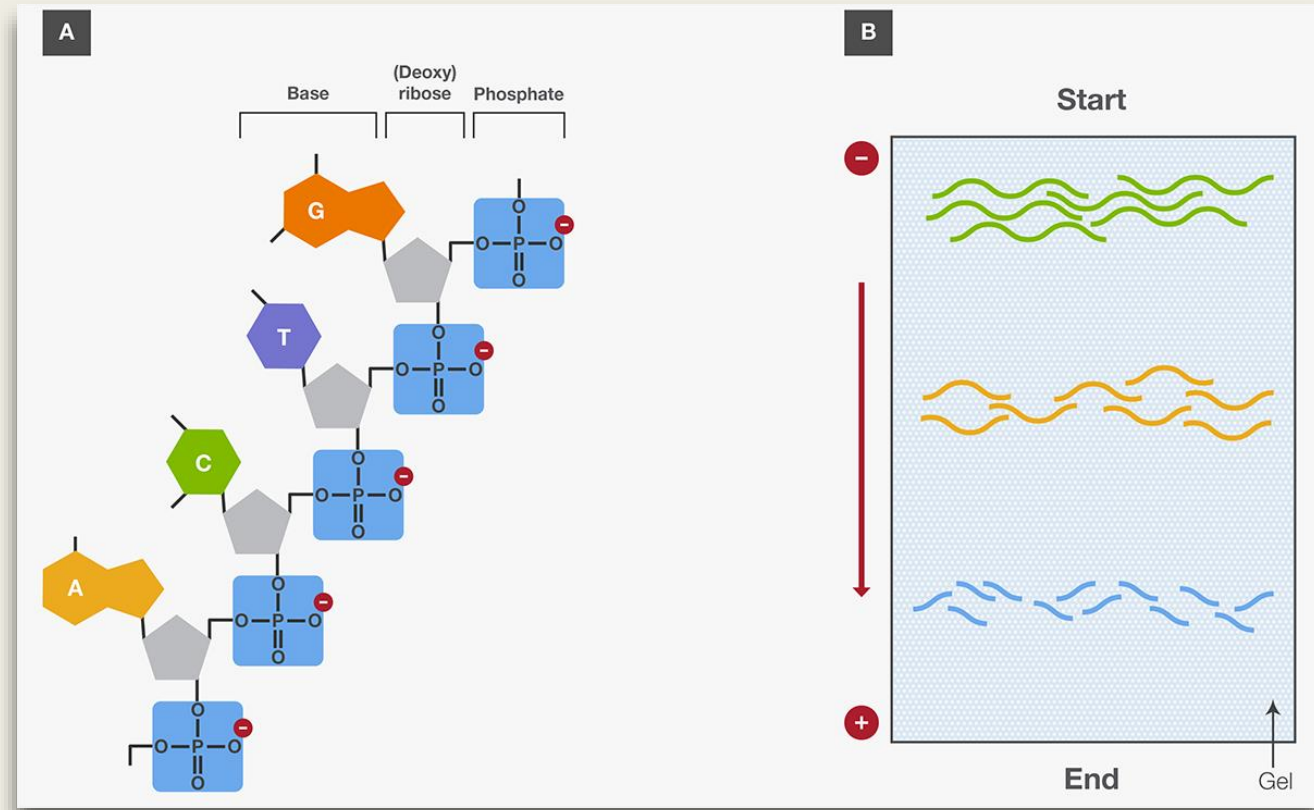 A
Base
(Deoxy)
ribose
Phosphate
G
O
O P O −
O
T
O
O P O −
O
C
O
O P O −
O
A
O
O P O −
O
O
O P O −
O
B
Start
−
+
End
Gel